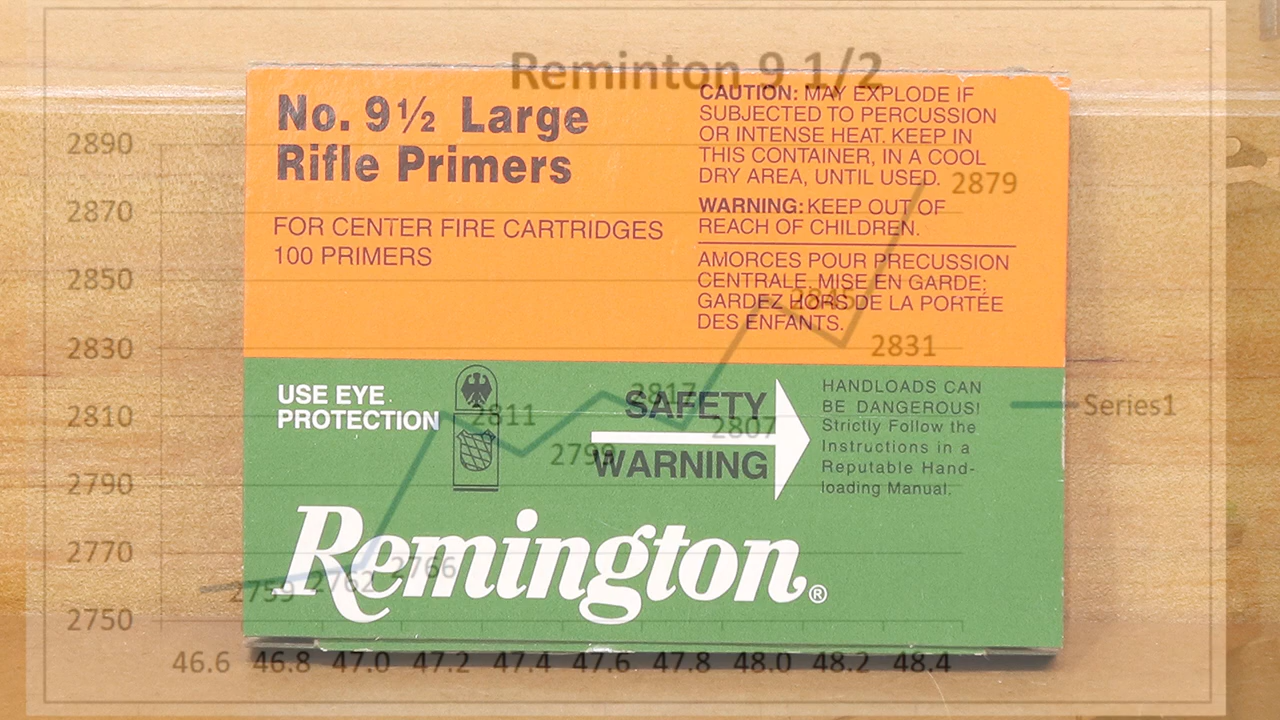 Reminton 9 1/2
No. 9½ Large
Rifle Primers
FOR CENTER FIRE CARTRIDGES
100 PRIMERS
CAUTION: MAY EXPLODE IF
SUBJECTED TO PERCUSSION
OR INTENSE HEAT. KEEP IN
THIS CONTAINER, IN A COOL
DRY AREA, UNTIL USED.
WARNING: KEEP OUT OF
REACH OF CHILDREN.
AMORCES POUR PRECUSSION
CENTRALE, MISE EN GARDE;
GARDEZ HORS DE LA PORTÉE
DES ENFANTS.
USE EYE
PROTECTION
SAFETY
WARNING
HANDLOADS CAN
BE DANGEROUS!
Strictly Follow the
Instructions in a
Reputable Hand-
loading Manual.
Remington®
2890
2870
2850
2830
2810
2790
2770
2750
2759
2762
2766
2811
2799
2817
2807
2845
2831
2879
Series1
46.6 46.8 47.0 47.2 47.4 47.6 47.8 48.0 48.2 48.4